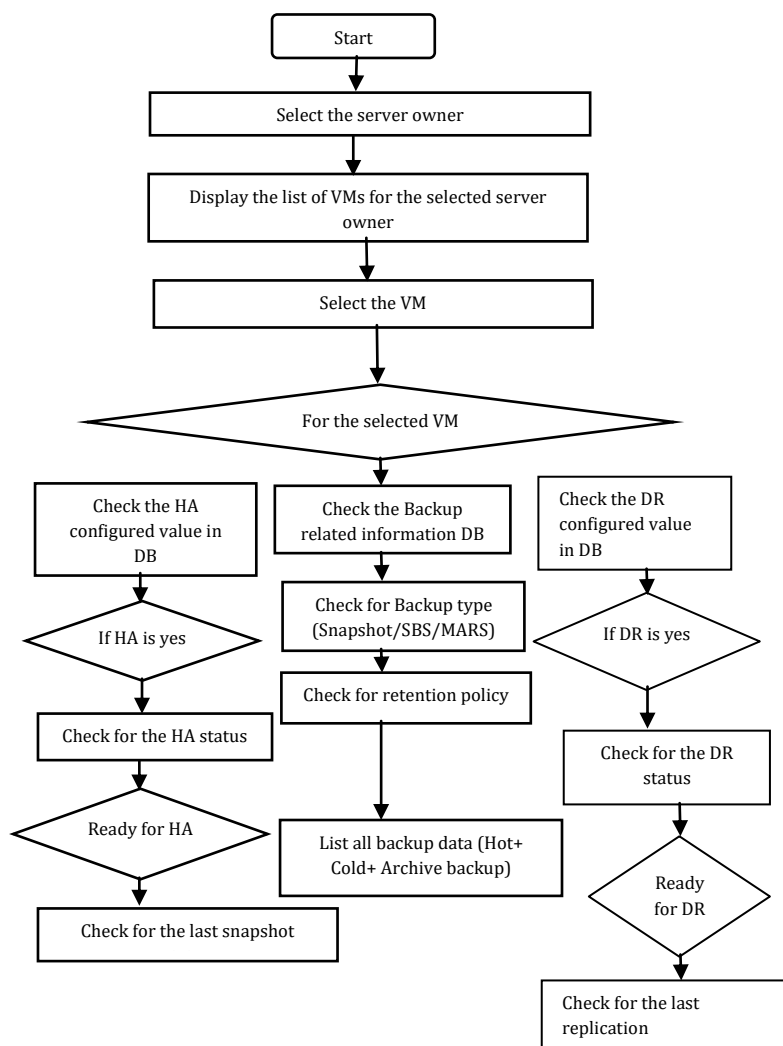 Start
Select the server owner
Display the list of VMs for the selected server
owner
Select the VM
For the selected VM
Check the HA
configured value in
DB
If HA is yes
Check for the HA status
Ready for HA
Check for the last snapshot
Check the Backup
related information DB
Check for Backup type
(Snapshot/SBS/MARS)
Check for retention policy
List all backup data (Hot+
Cold+ Archive backup)
Check the DR
configured value
in DB
If DR is yes
Check for the DR
status
Ready
for DR
Check for the last
replication